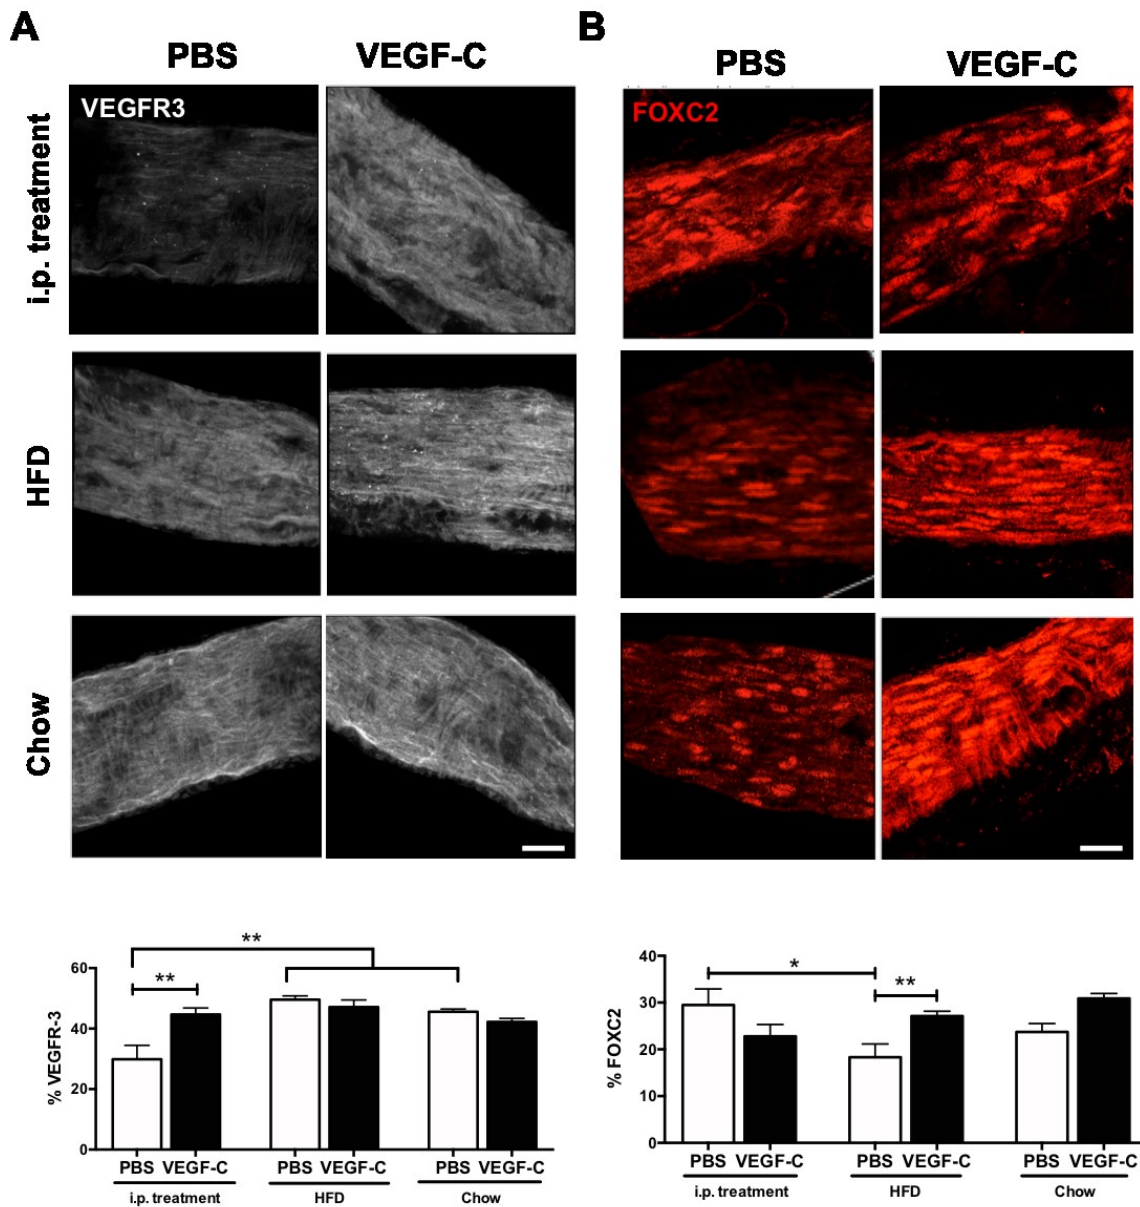 A
B
PBS VEGF-C
PBS VEGF-C
i.p. treatment
VEGFR3
FOXC2
HFD
Chow
**
**
60
40
20
0
% VEGFR-3
PBS VEGF-C PBS VEGF-C PBS VEGF-C
i.p. treatment HFD Chow
*
**
40
30
20
10
0
% FOXC2
PBS VEGF-C PBS VEGF-C PBS VEGF-C
i.p. treatment HFD Chow